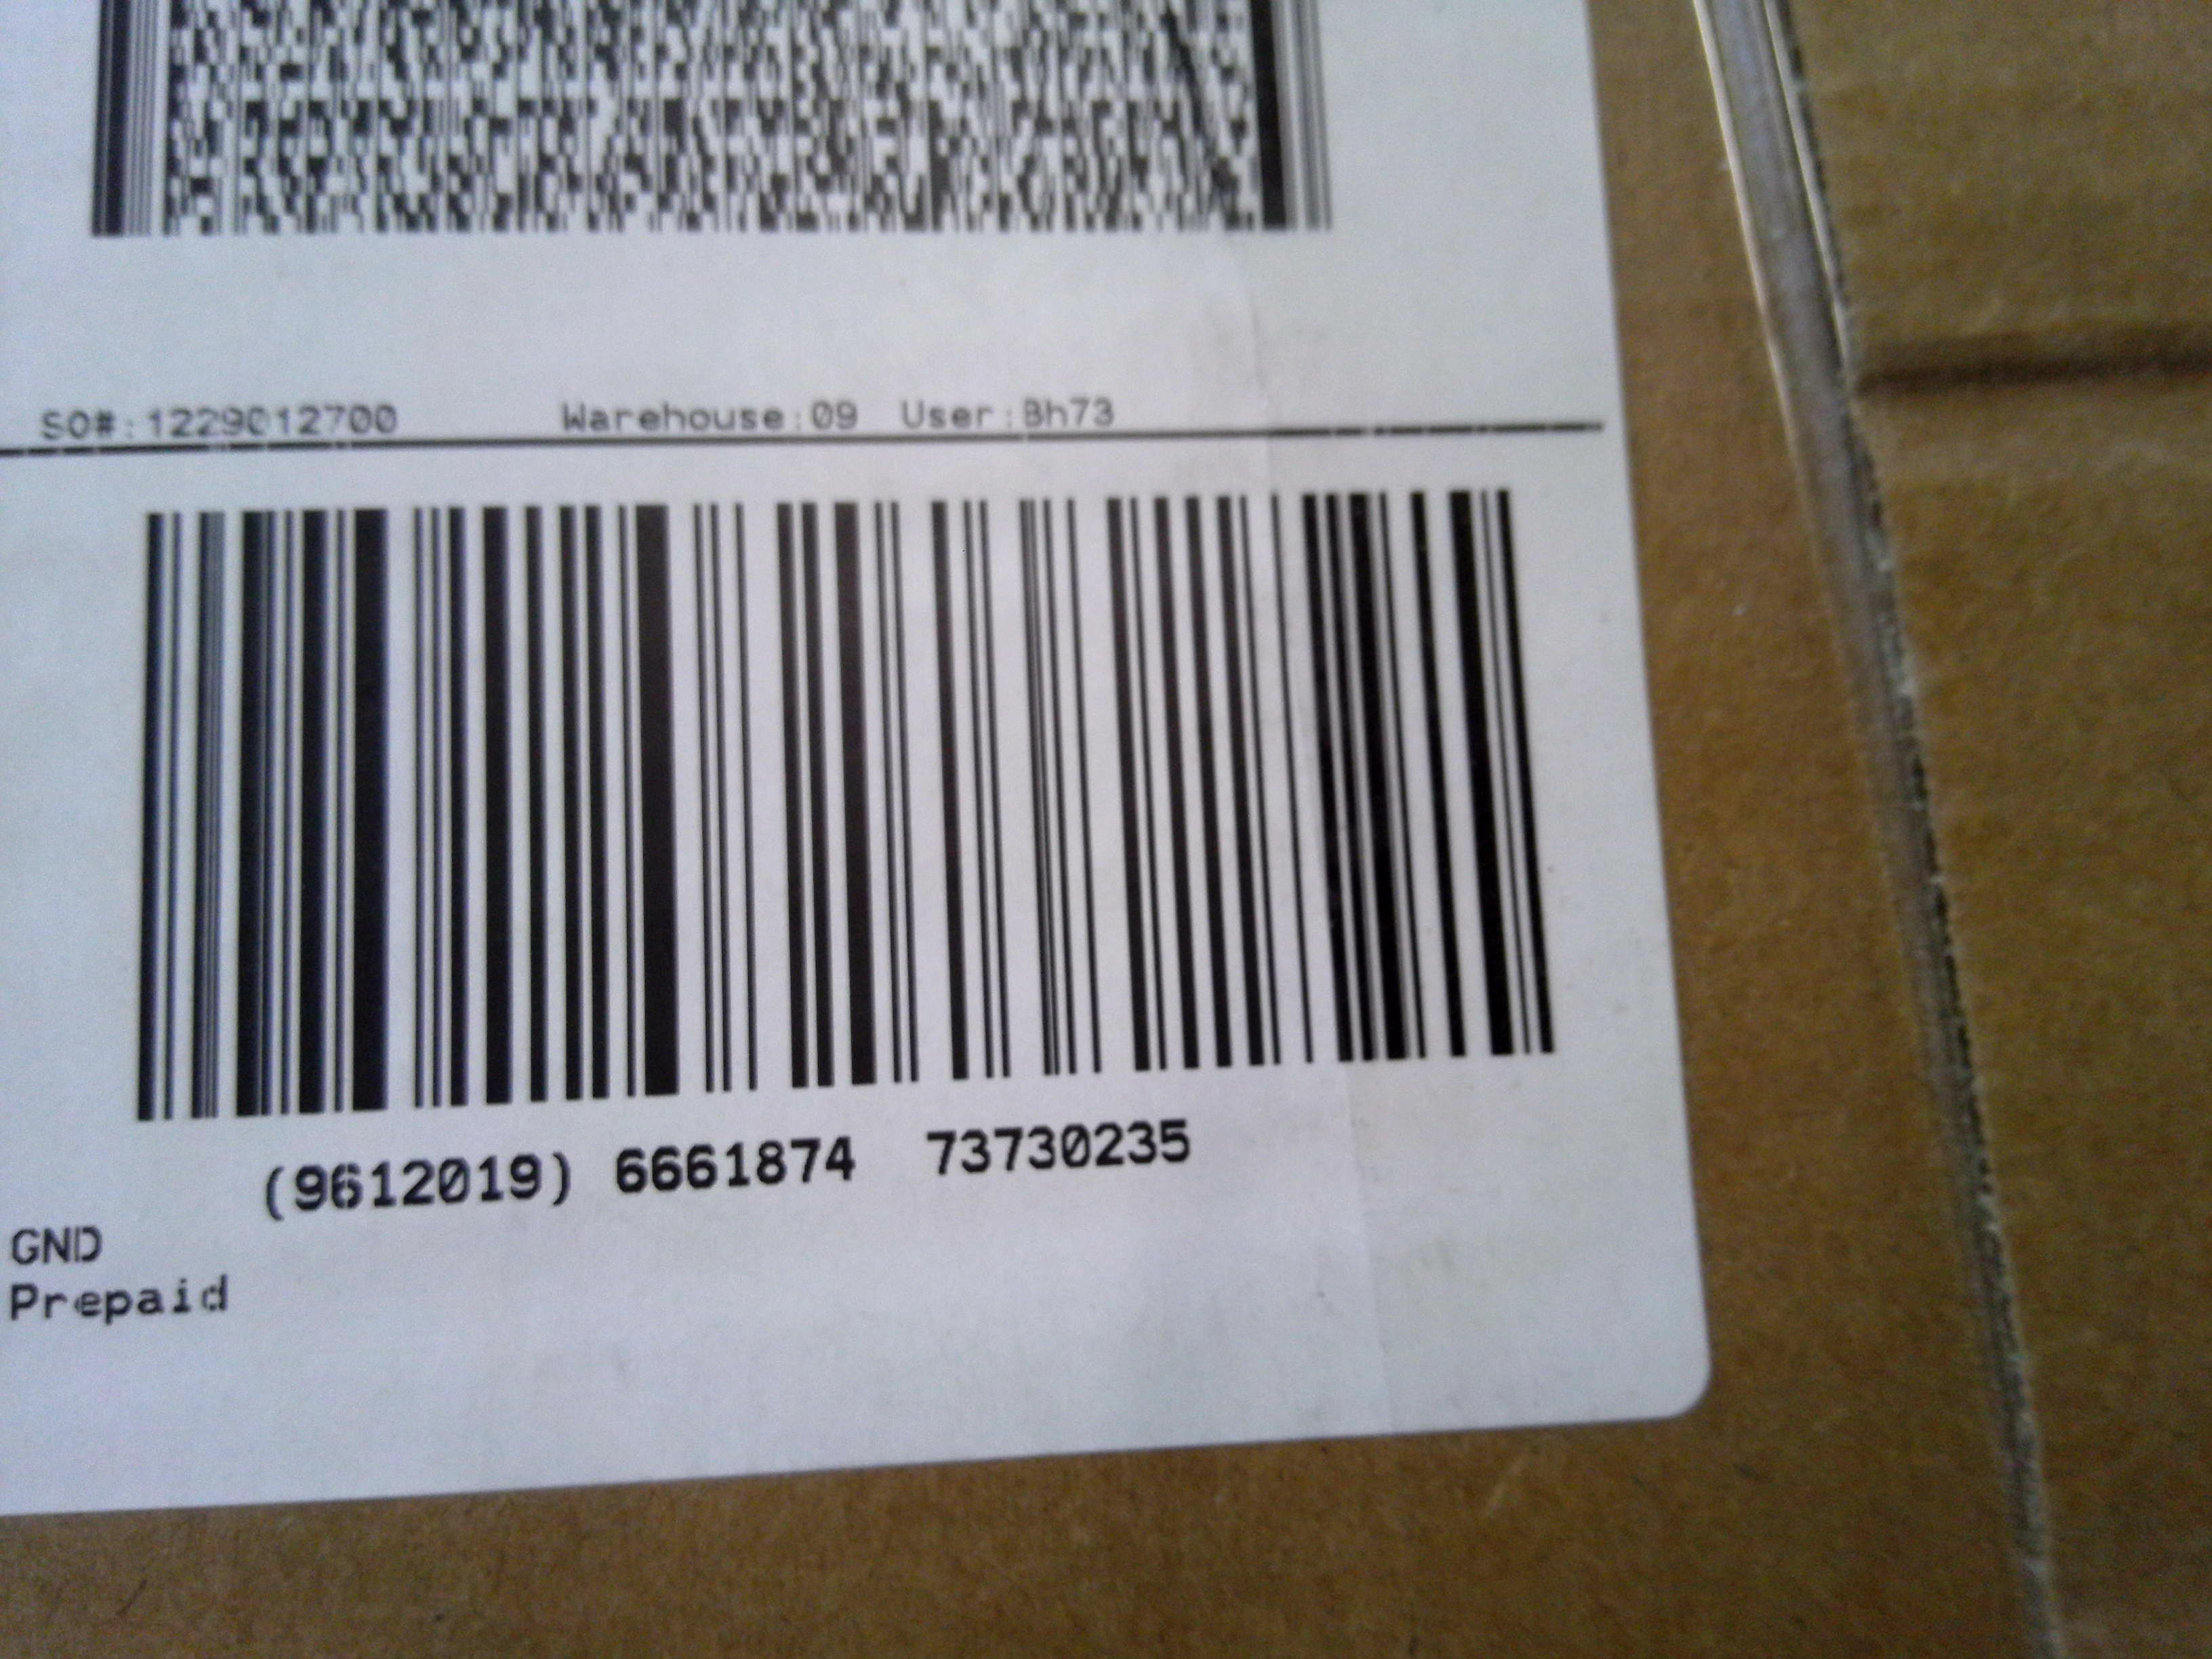 SO#:1229012700 Warehouse:09 User:Bh73
(9612019) 6661874 73730235
GND
Prepaid